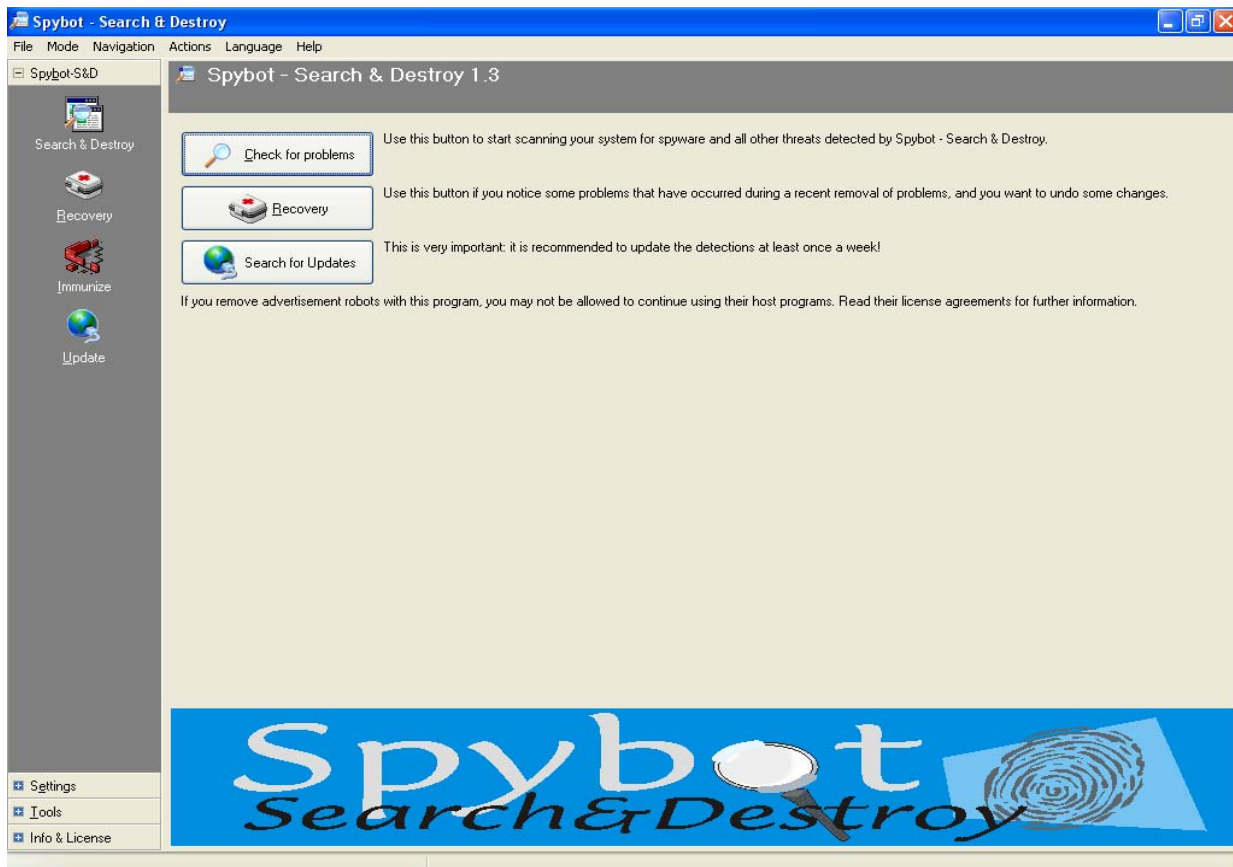 Spybot - Search & Destroy
File Mode Navigation Actions Language Help
Spybot-S&D
Search & Destroy
Recovery
Immunize
Update
Settings
Tools
Info & License
Spybot - Search & Destroy 1.3
Check for problems
Use this button to start scanning your system for spyware and all other threats detected by Spybot - Search & Destroy.
Recovery
Use this button if you notice some problems that have occurred during a recent removal of problems, and you want to undo some changes.
Search for Updates
This is very important: it is recommended to update the detections at least once a week!
If you remove advertisement robots with this program, you may not be allowed to continue using their host programs. Read their license agreements for further information.
Spybot
Search&Destroy